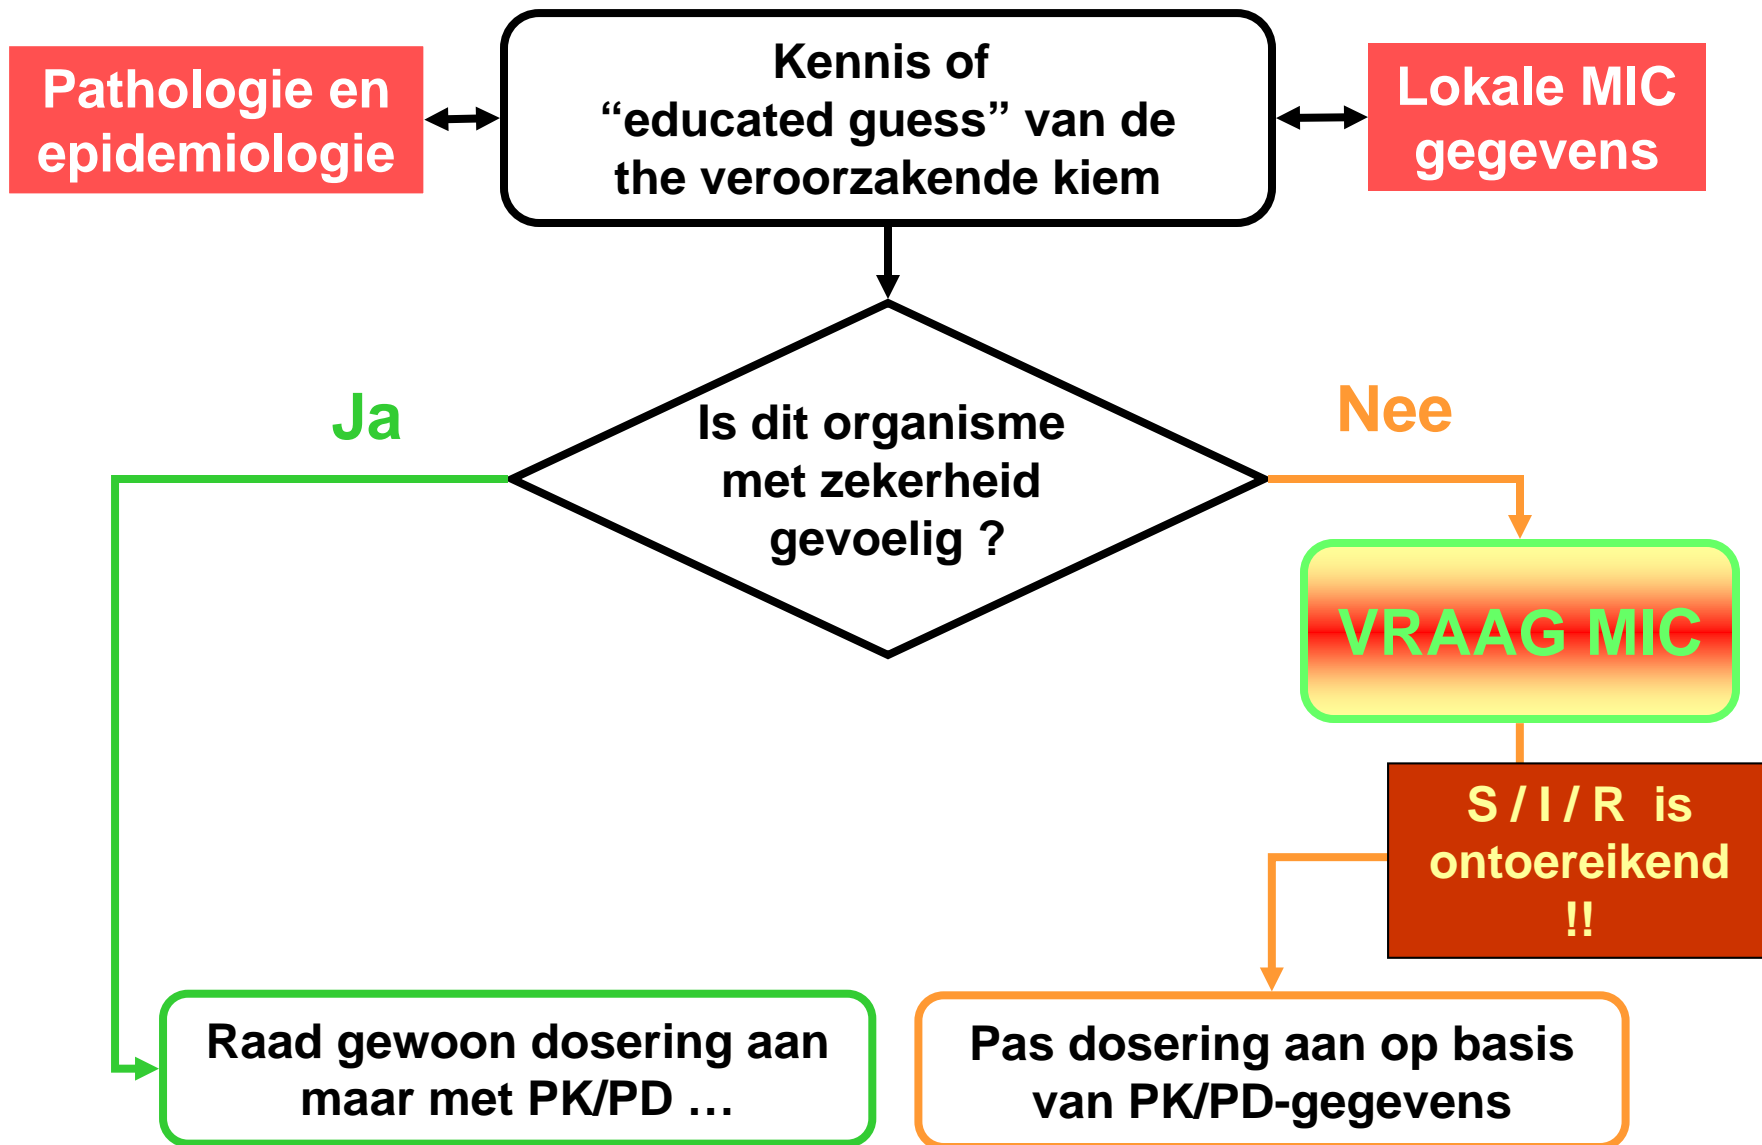 Pathologie en
epidemiologie
Kennis of
“educated guess” van de
the veroorzakende kiem
Lokale MIC
gegevens
Ja
Is dit organisme
met zekerheid
gevoelig ?
Nee
VRAAG MIC
S / I / R is
ontoereikend
!!
Raad gewoon dosering aan
maar met PK/PD …
Pas dosering aan op basis
van PK/PD-gegevens